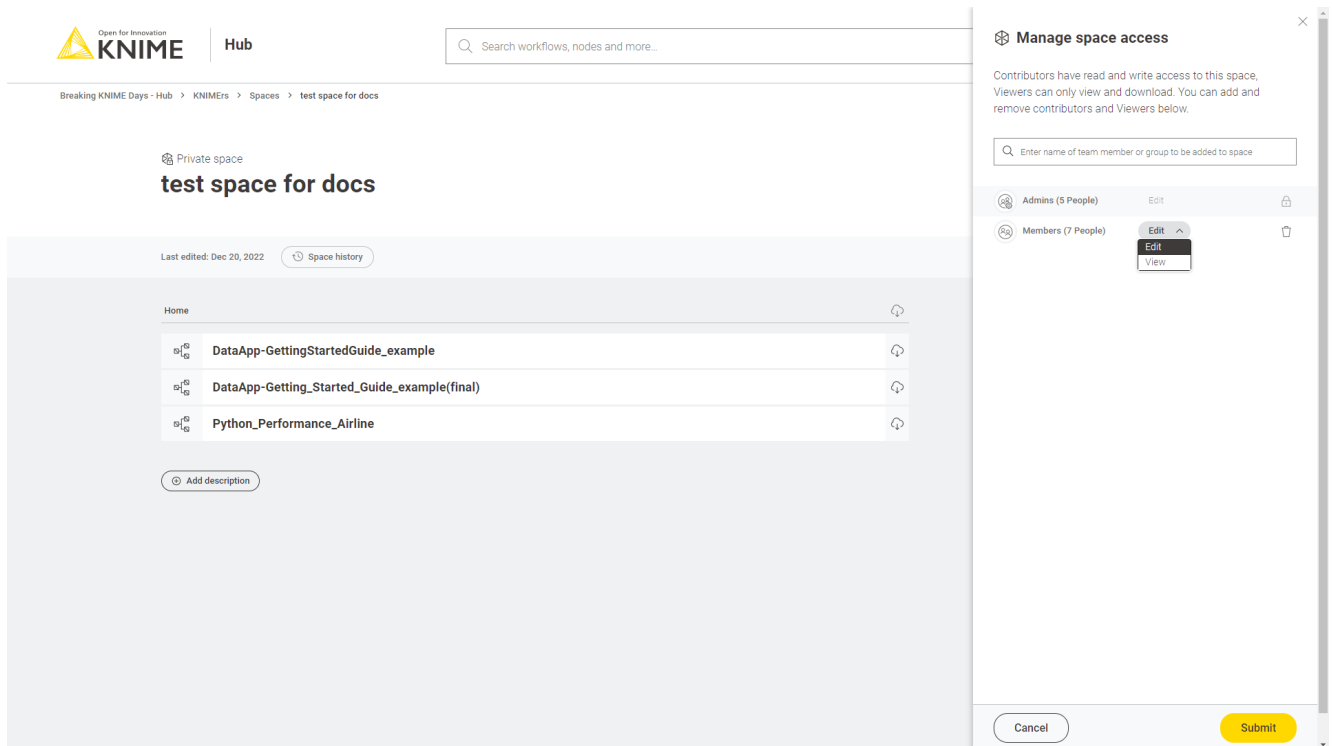 Open for Innovation
KNIME
Hub
Search workflows, nodes and more...
Breaking KNIME Days - Hub > KNIMErs > Spaces > test space for docs
Private space
test space for docs
Last edited: Dec 20, 2022
Space history
Home
DataApp-GettingStartedGuide_example
DataApp-Getting_Started_Guide_example(final)
Python_Performance_Airline
Add description
Manage space access
Contributors have read and write access to this space,
Viewers can only view and download. You can add and
remove contributors and Viewers below.
Enter name of team member or group to be added to space
Admins (5 People) Edit
Members (7 People) Edit
Edit
View
Cancel
Submit